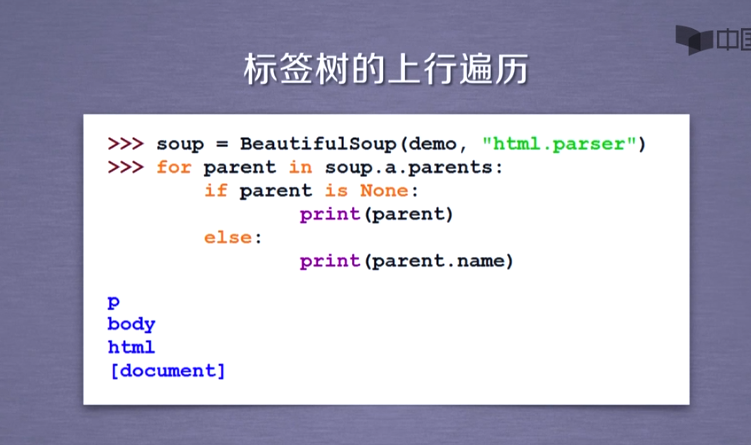 中国
标签树的上行遍历
>>> soup = BeautifulSoup(demo, "html.parser")
>>> for parent in soup.a.parents:
        if parent is None:
                print(parent)
        else:
                print(parent.name)
p
body
html
[document]